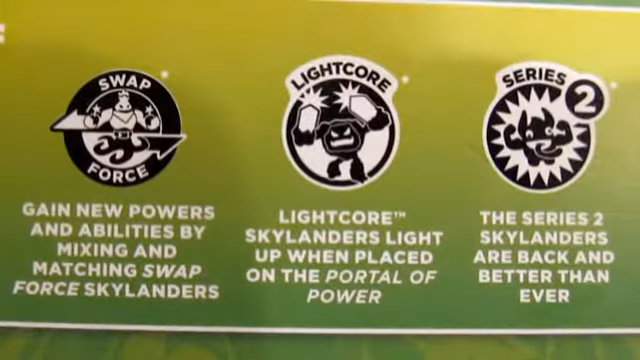 SWAP
FORCE
GAIN NEW POWERS
AND ABILITIES BY
MIXING AND
MATCHING SWAP
FORCE SKYLANDERS
LIGHTCORE
LIGHTCORE™
SKYLANDERS LIGHT
UP WHEN PLACED
ON THE PORTAL OF
POWER
SERIES 2
THE SERIES 2
SKYLANDERS
ARE BACK AND
BETTER THAN
EVER